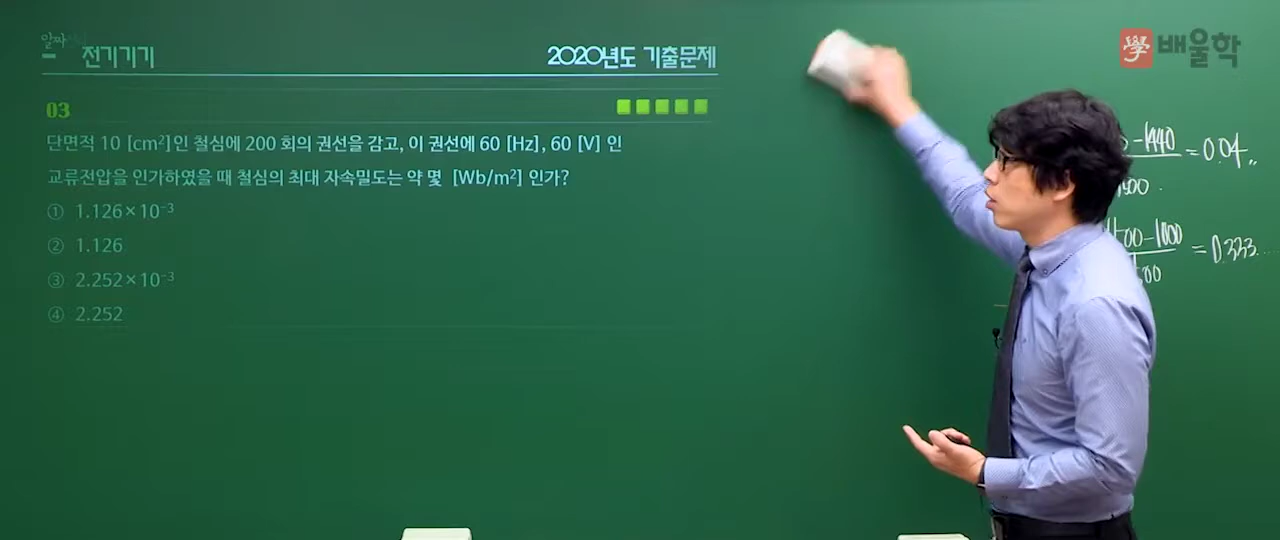 알짜
전기기기
2020년도 기출문제
學 배울학
03
단면적 10 [cm²]인 철심에 200 회의 권선을 감고, 이 권선에 60 [Hz], 60 [V] 인
교류전압을 인가하였을 때 철심의 최대 자속밀도는 약 몇 [Wb/m²] 인가?
① 1.126×10⁻³
② 1.126
③ 2.252×10⁻³
④ 2.252
-1440 = 0.04
-1000 = 0.333...